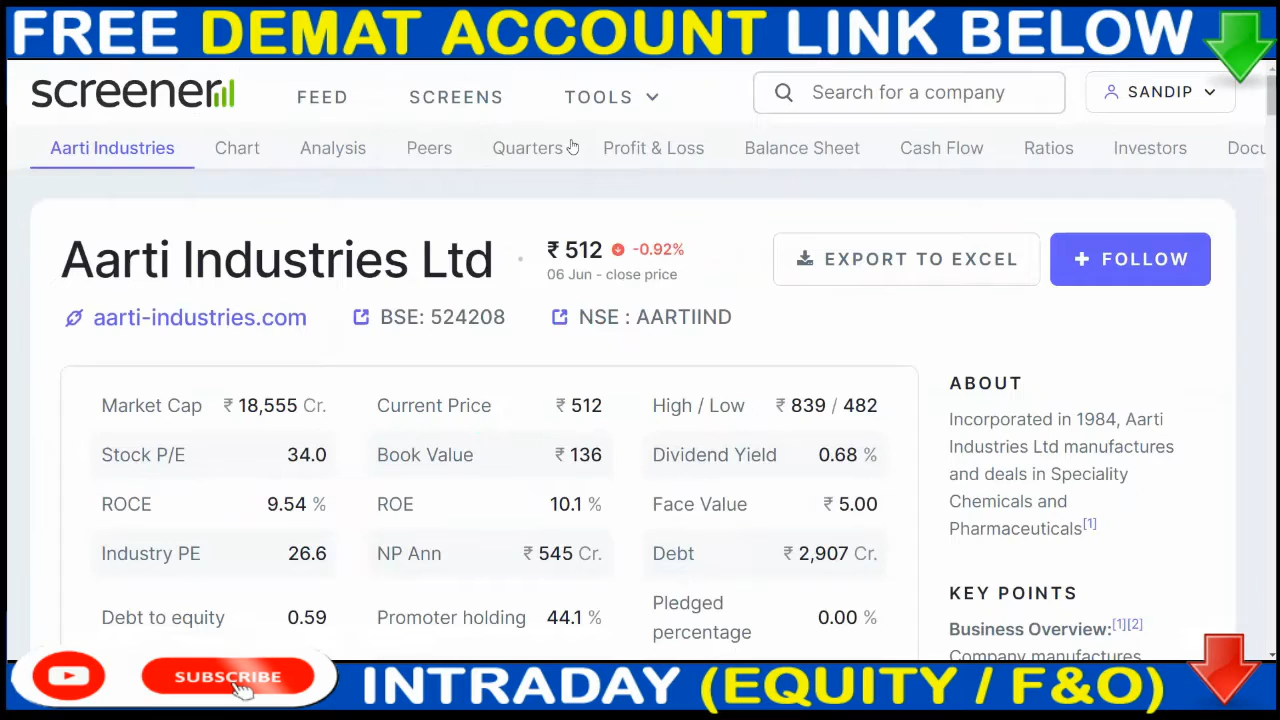 FREE DEMAT ACCOUNT LINK BELOW
screener
FEED
SCREENS
TOOLS
Search for a company
SANDIP
Aarti Industries
Chart
Analysis
Peers
Quarters
Profit & Loss
Balance Sheet
Cash Flow
Ratios
Investors
Docu
Aarti Industries Ltd
₹ 512 -0.92%
06 Jun - close price
EXPORT TO EXCEL
+ FOLLOW
aarti-industries.com
BSE: 524208
NSE : AARTIIND
Market Cap ₹ 18,555 Cr.
Current Price ₹ 512
High / Low ₹ 839 / 482
Stock P/E 34.0
Book Value ₹ 136
Dividend Yield 0.68 %
ROCE 9.54 %
ROE 10.1 %
Face Value ₹ 5.00
Industry PE 26.6
NP Ann ₹ 545 Cr.
Debt ₹ 2,907 Cr.
Debt to equity 0.59
Promoter holding 44.1 %
Pledged
percentage 0.00 %
ABOUT
Incorporated in 1984, Aarti
Industries Ltd manufactures
and deals in Speciality
Chemicals and
Pharmaceuticals[1]
KEY POINTS
Business Overview:[1][2]
Company manufactures
SUBSCRIBE
INTRADAY (EQUITY / F&O)